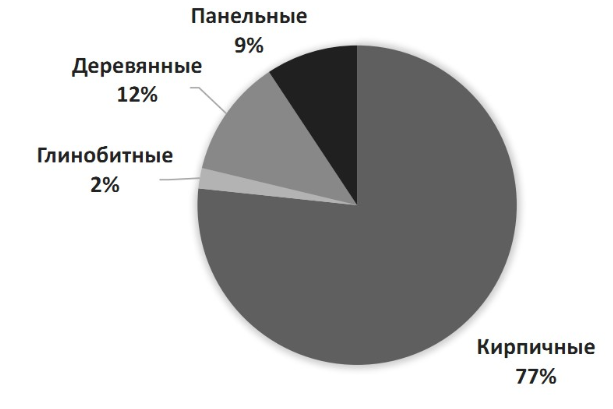 Панельные
9%
Деревянные
12%
Глинобитные
2%
Кирпичные
77%